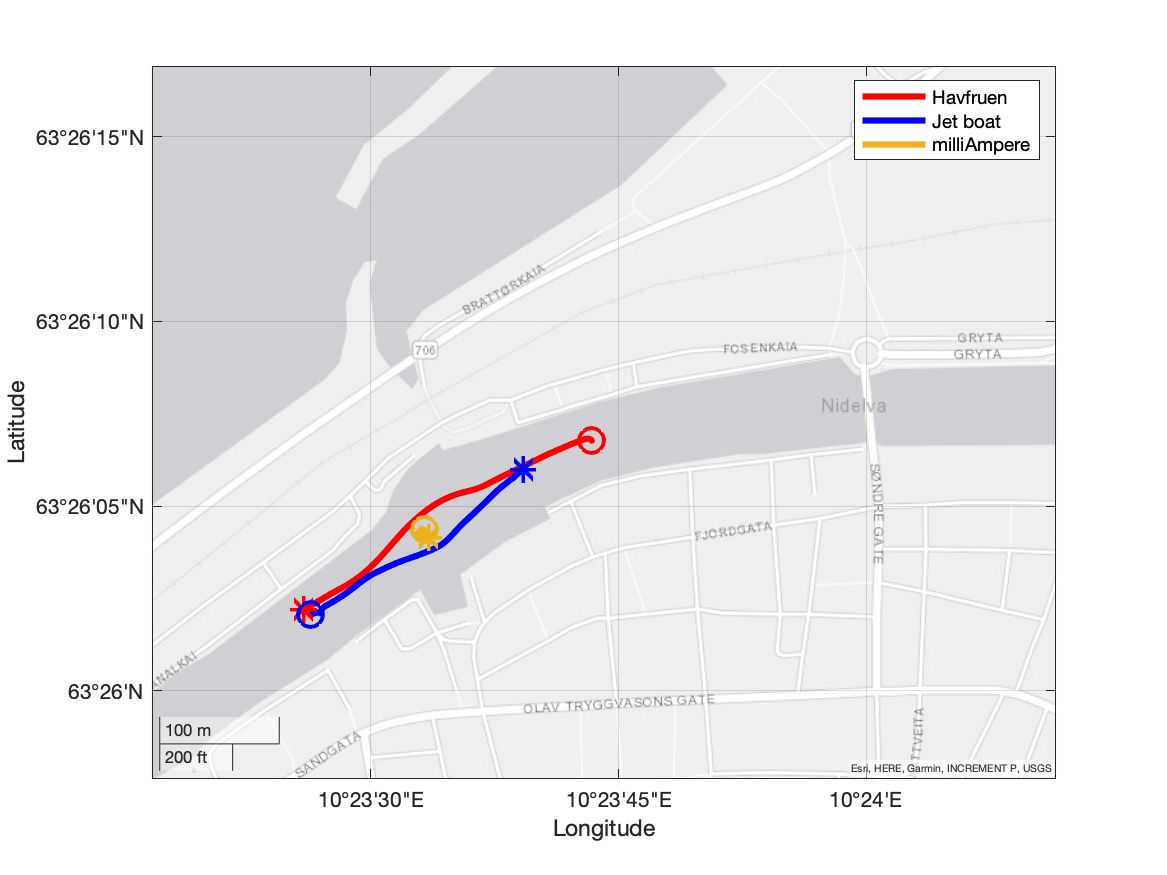 Havfruen
Jet boat
milliAmpere
63°26'15"N
BRATTØRKAIA
63°26'10"N
GRYTA
FOSENKAIA
706
GRYTA
Latitude
Nidelva
63°26'05"N
SØNDRE GATE
FJORDGATA
NALKAI
63°26'N
OLAV TRYGGVASONS GATE
100 m
TTVEITA
200 ft
SANDGATA
Esri, HERE, Garmin, INCREMENT P, USGS
10°23'30"E
10°23'45"E
10°24'E
Longitude